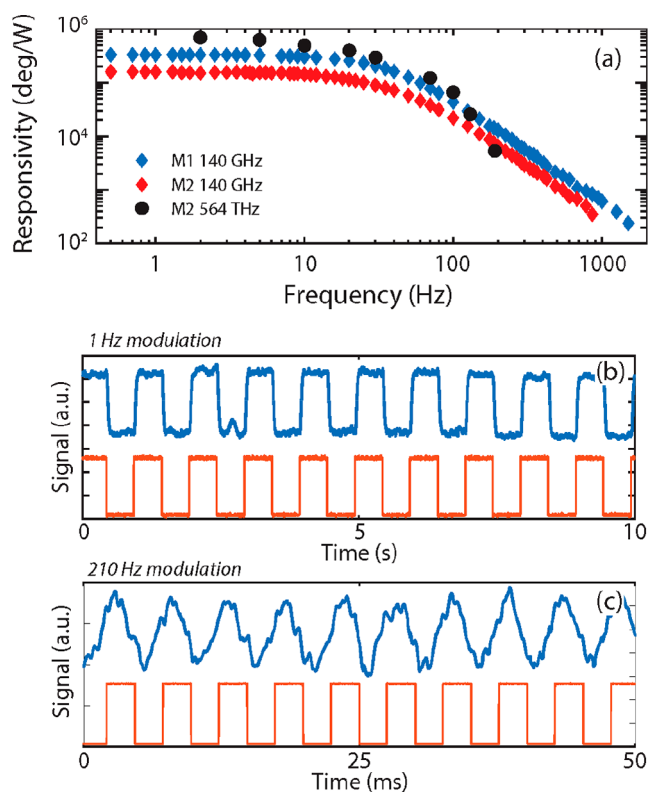 10^6
(a)
Responsivity (deg/W)
10^4
M1 140 GHz
M2 140 GHz
M2 564 THz
10^2
1
10
100
1000
Frequency (Hz)
1 Hz modulation
(b)
Signal (a.u.)
0
5
10
Time (s)
210 Hz modulation
(c)
Signal (a.u.)
0
25
50
Time (ms)